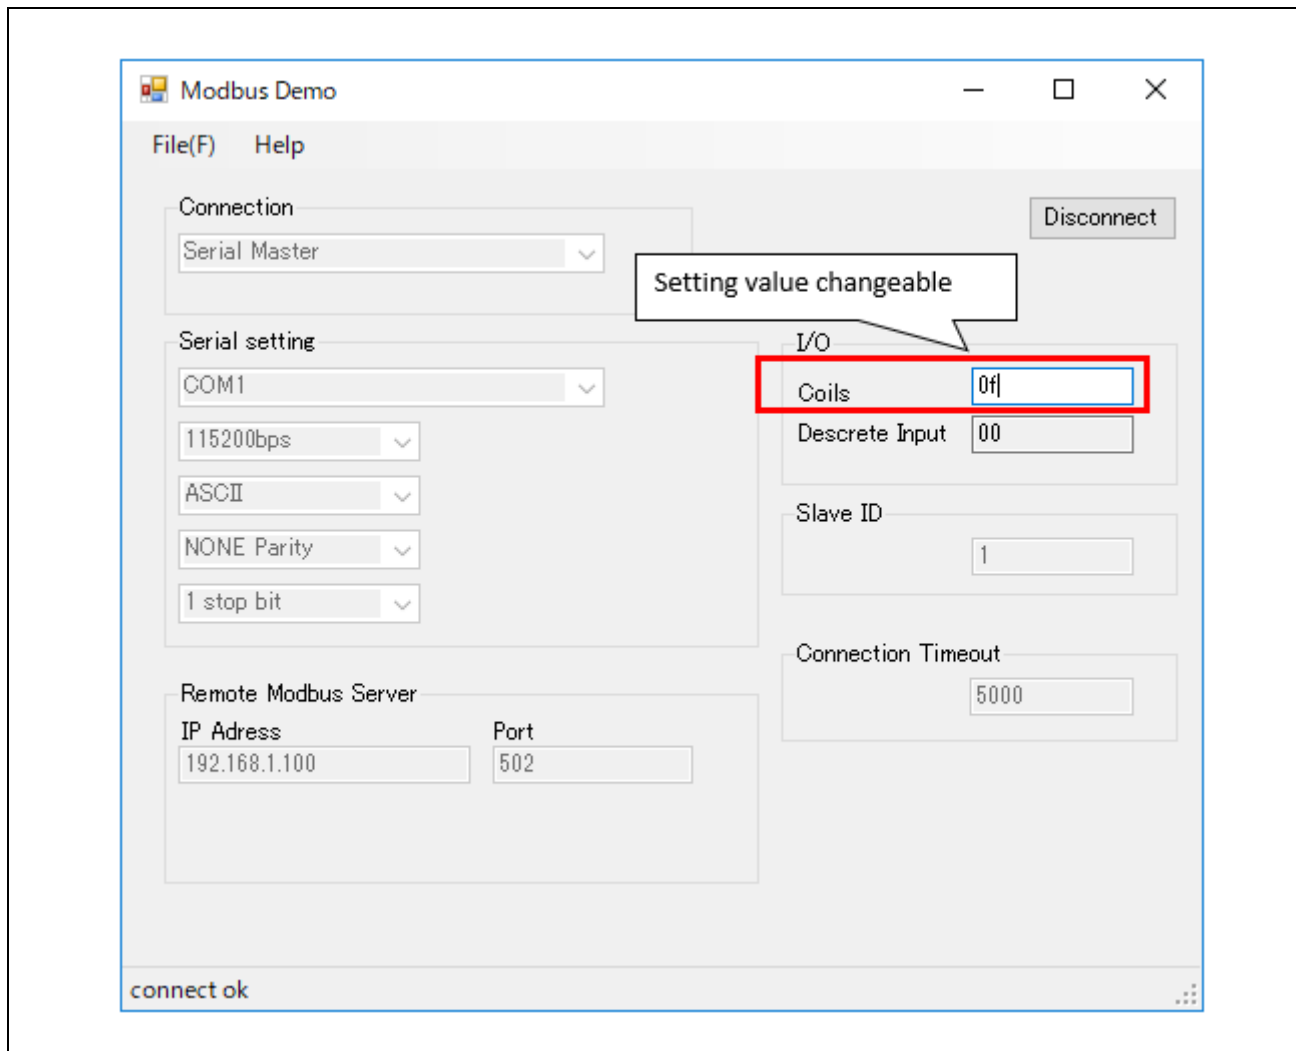 Modbus Demo
File(F) Help
Connection
Disconnect
Serial Master
Setting value changeable
Serial setting
COM1
115200bps
ASCII
NONE Parity
1 stop bit
I/O
Coils 0f
Descrete Input 00
Slave ID
1
Connection Timeout
5000
Remote Modbus Server
IP Adress Port
192.168.1.100 502
connect ok